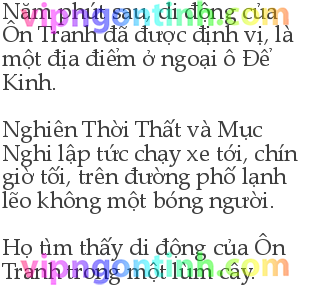 Năm phút sau, di động của
Ôn Tranh đã được định vị, là
một địa điểm ở ngoại ô Đế
Kinh.
Nghiên Thời Thất và Mục
Nghi lập tức chạy xe tới, chín
giờ tối, trên đường phố lạnh
lẽo không một bóng người.
Họ tìm thấy di động của Ôn
Tranh trong một lùm cây.
vipngontinh.com
vipngontinh.com